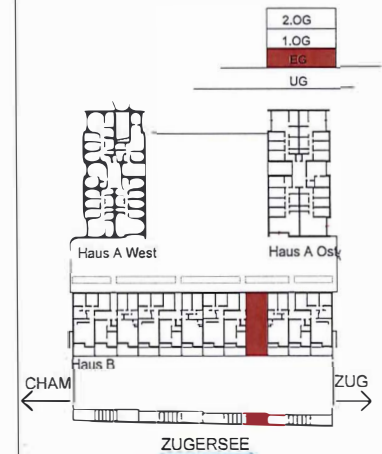 2.OG
1.OG
EG
UG
Haus A West
Haus A Ost
Haus B
CHAM
ZUG
ZUGERSEE